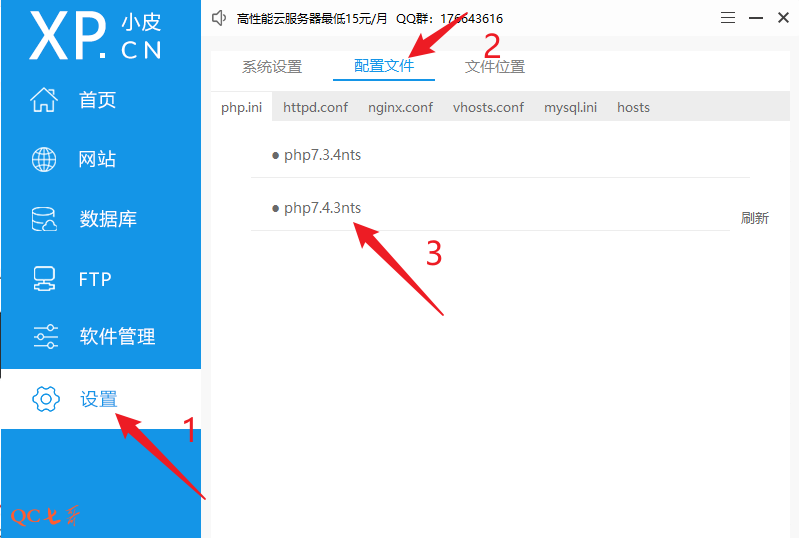 XP.CN 小皮
高性能云服务器最低15元/月 QQ群：176643616
首页
网站
数据库
FTP
软件管理
设置
1
系统设置 配置文件 文件位置
2
php.ini httpd.conf nginx.conf vhosts.conf mysql.ini hosts
php7.3.4nts
php7.4.3nts
3
刷新
QC七哥